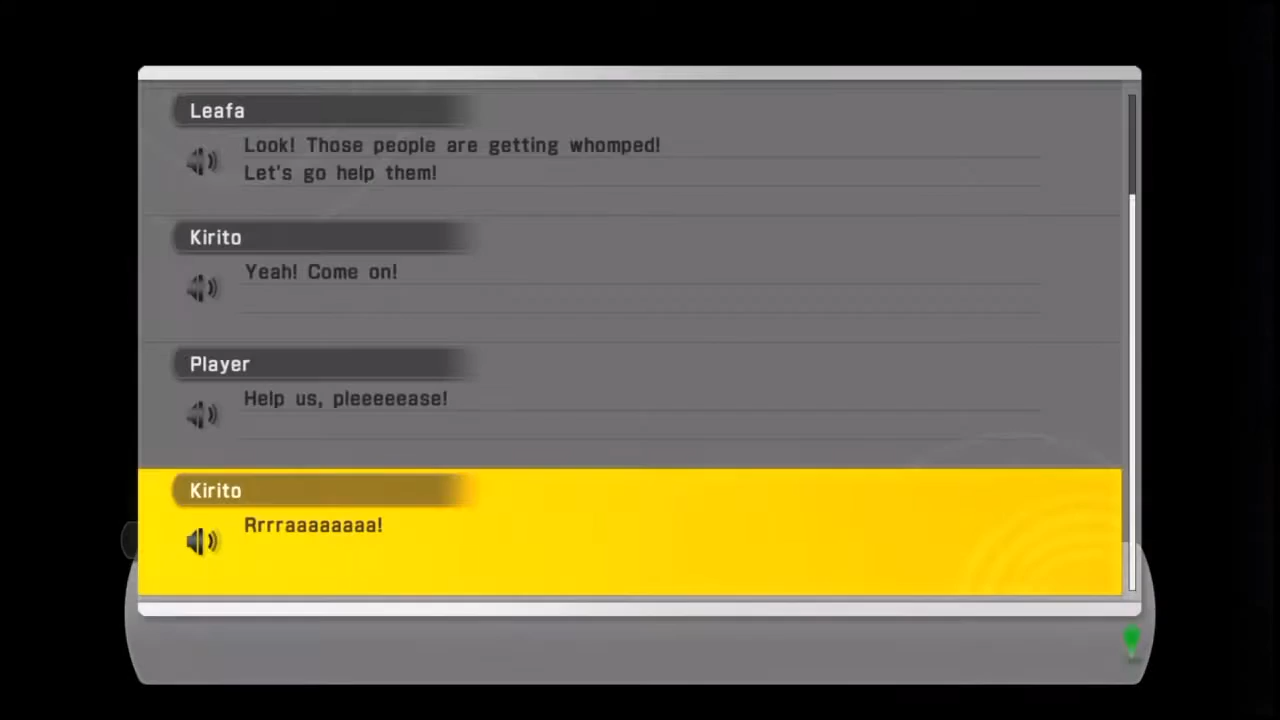 Leafa
Look! Those people are getting whomped!
Let's go help them!
Kirito
Yeah! Come on!
Player
Help us, pleeeeease!
Kirito
Rrrraaaaaaaa!